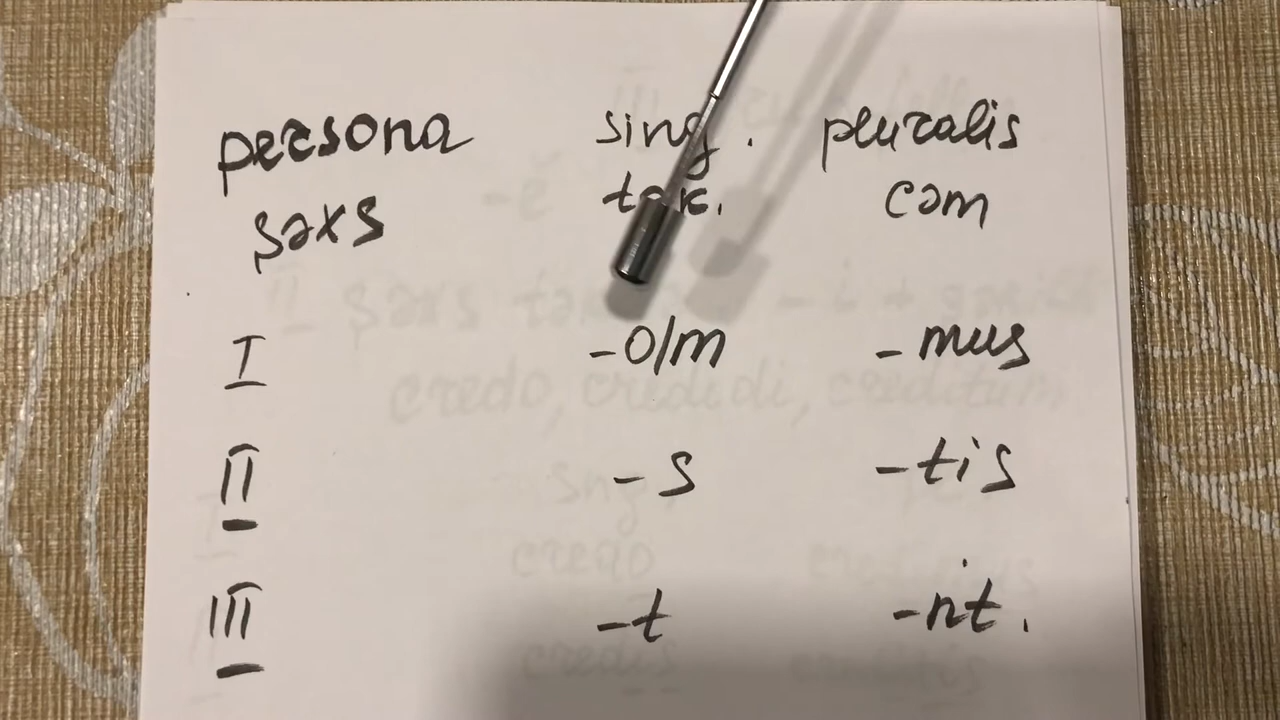 persona sing. pluralis
şəxs tək. cəm
I -o/m -mus
II -s -tis
III -t -nt.